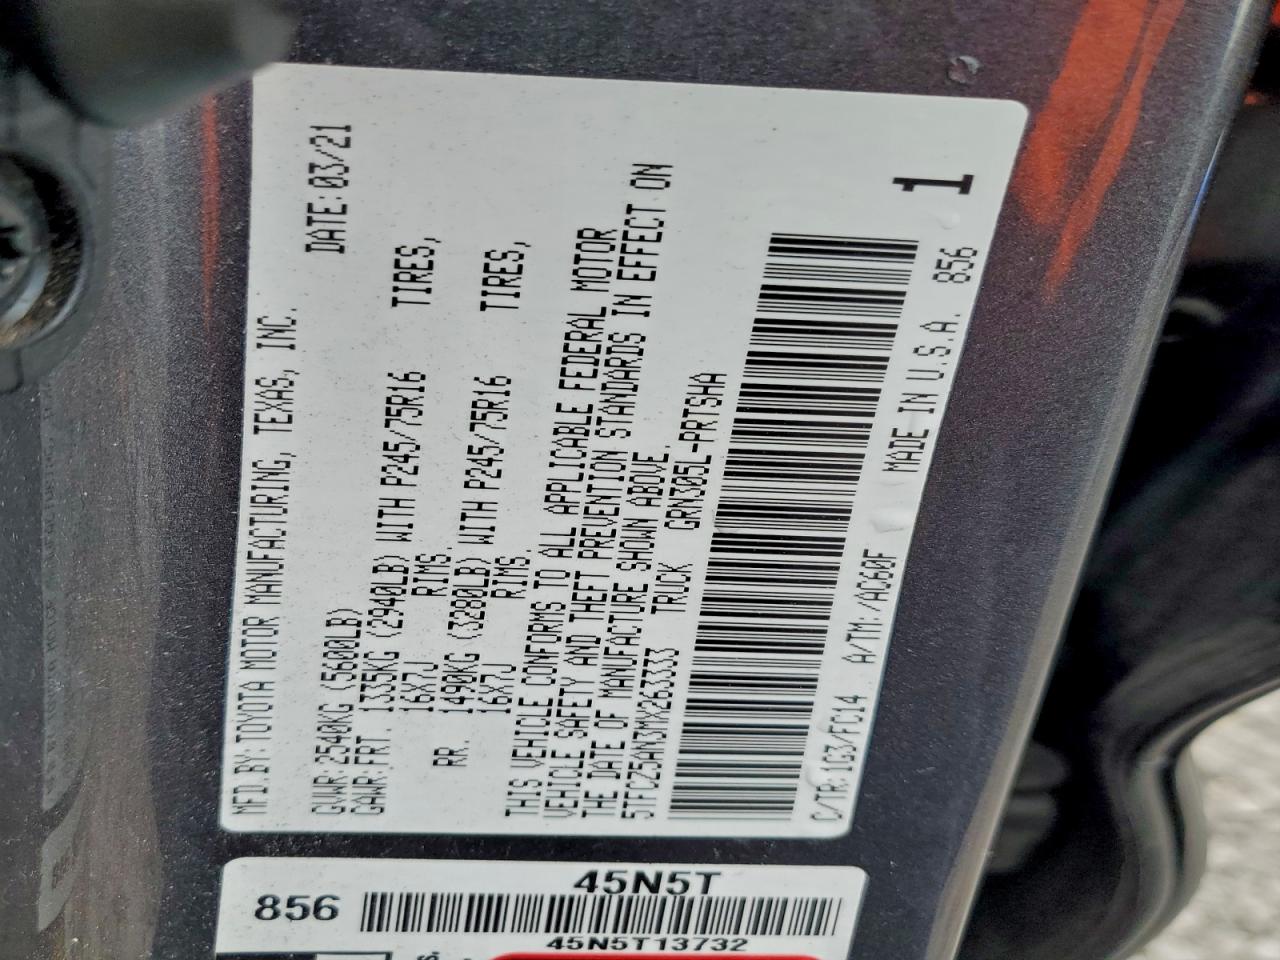 MFD.BY: TOYOTA MOTOR MANUFACTURING, TEXAS, INC.
DATE: 03/21
GVWR: 2540KG (5600LB)
GAWR: FRT. 1335KG (2940LB) WITH P245/75R16 TIRES,
16X7J RIMS.
RR. 1490KG (3280LB) WITH P245/75R16 TIRES,
16X7J RIMS.
THIS VEHICLE CONFORMS TO ALL APPLICABLE FEDERAL MOTOR
VEHICLE SAFETY AND THEFT PREVENTION STANDARDS IN EFFECT ON
THE DATE OF MANUFACTURE SHOWN ABOVE.
5TFCZ5AN3MX263333 TRUCK GRN305L-PRTSHA
C/TR: 1G3/FC14 A/TM: /AC60F MADE IN U.S.A. 856
1
45N5T
856
45N5T13732